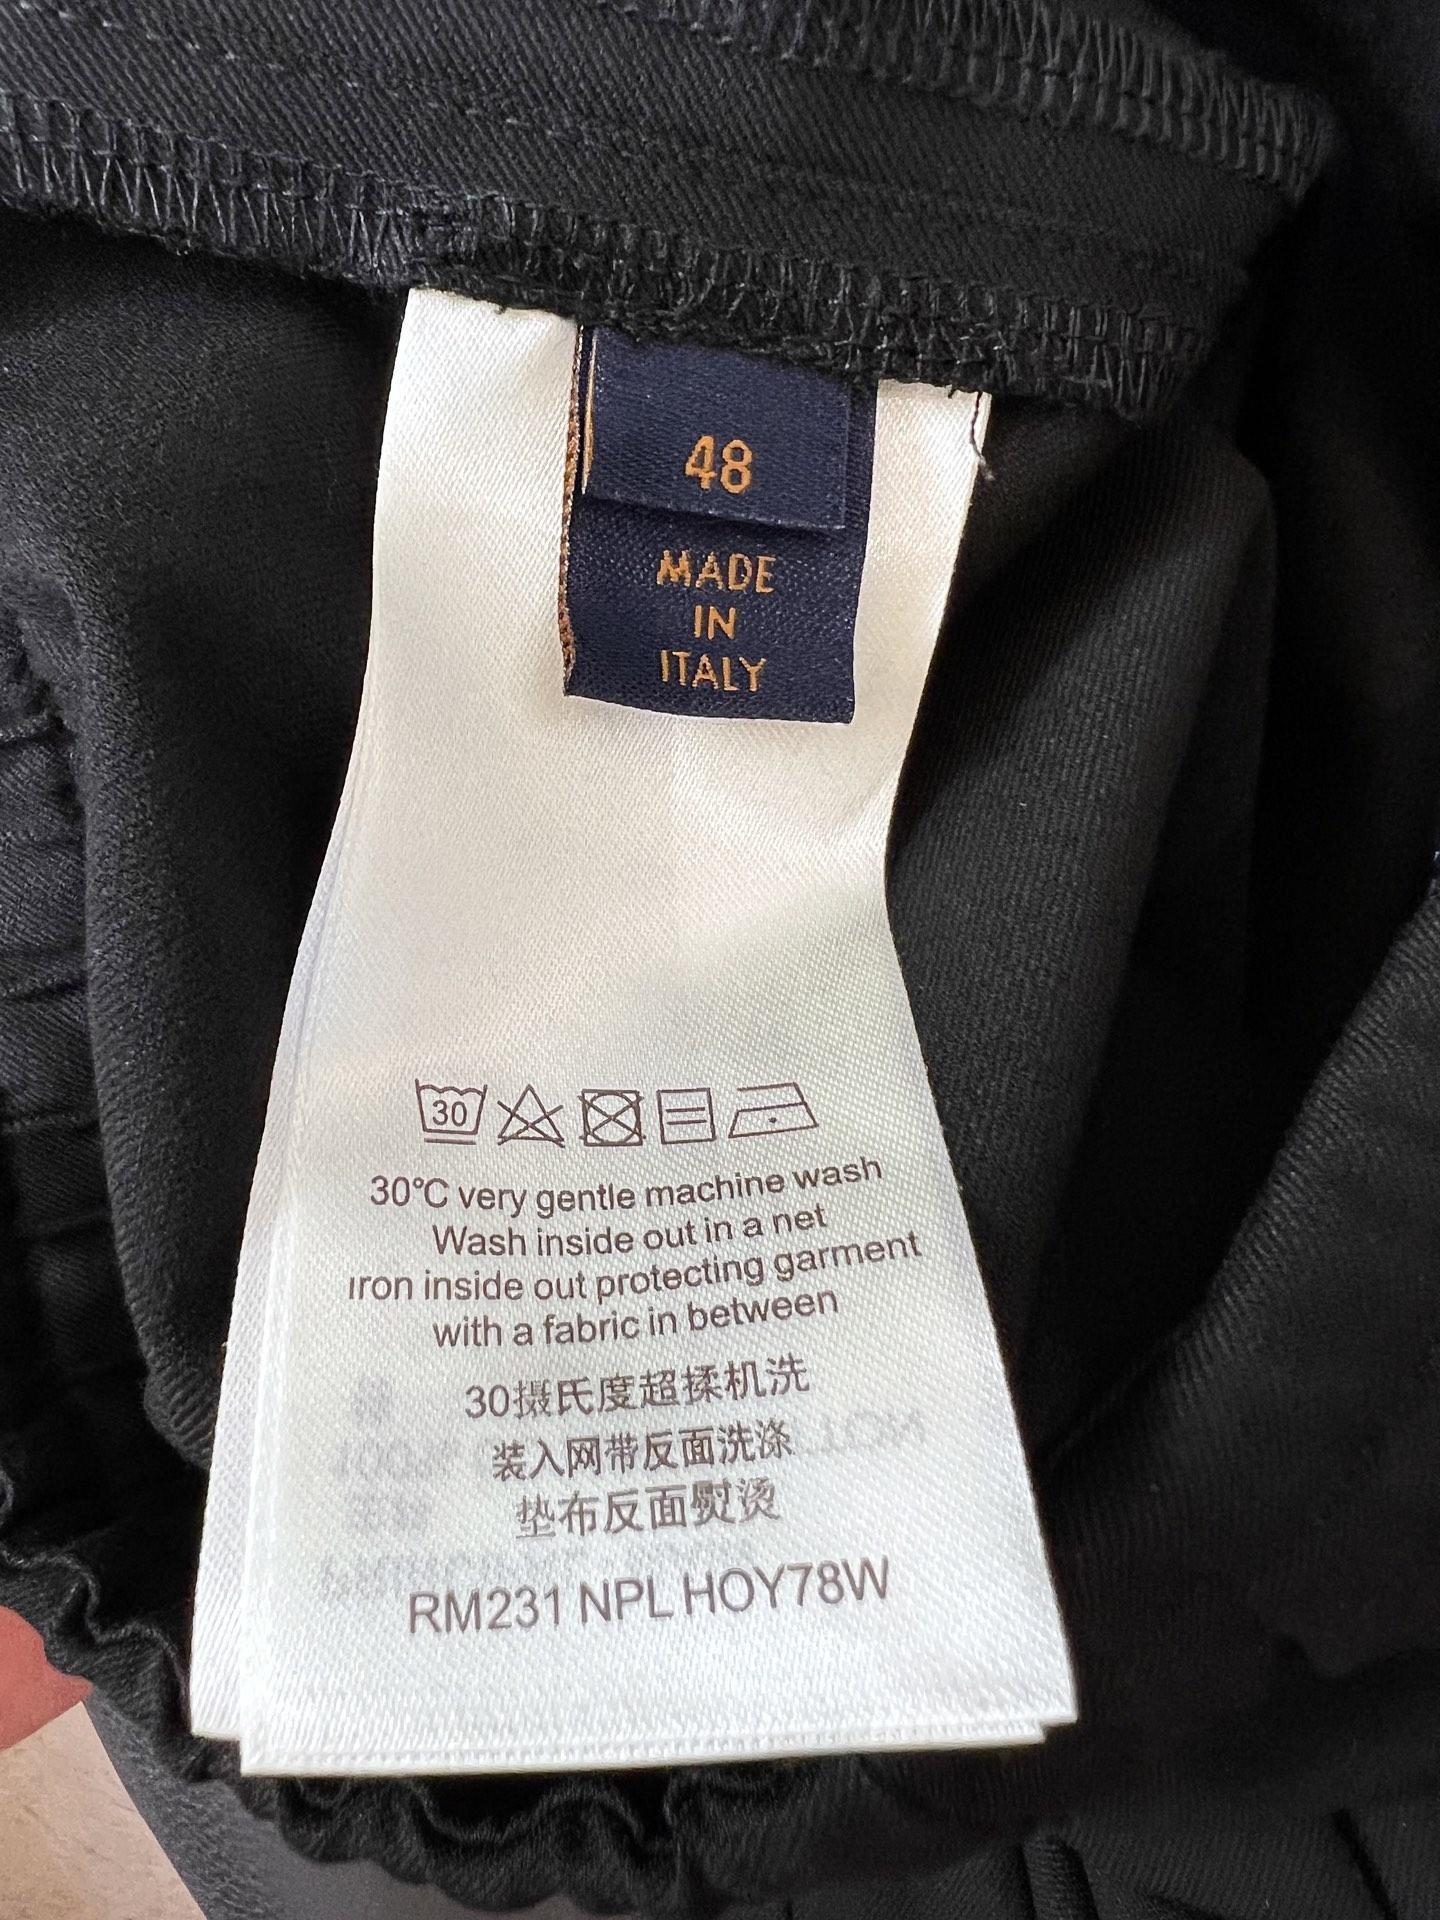 48
MADE
IN
ITALY
30
30°C very gentle machine wash
Wash inside out in a net
Iron inside out protecting garment
with a fabric in between
30摄氏度超揉机洗
装入网带反面洗涤
垫布反面熨烫
RM231 NPL HOY78W